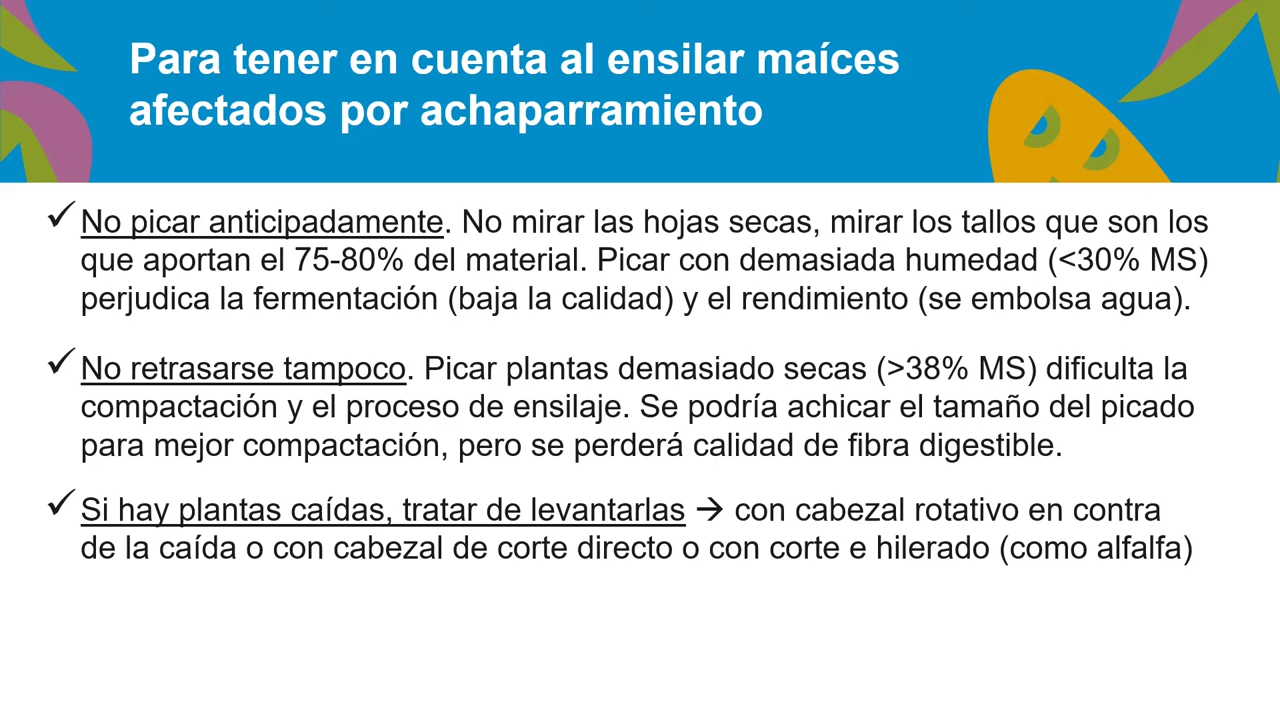 Para tener en cuenta al ensilar maíces
afectados por achaparramiento
✓ No picar anticipadamente. No mirar las hojas secas, mirar los tallos que son los
que aportan el 75-80% del material. Picar con demasiada humedad (<30% MS)
perjudica la fermentación (baja la calidad) y el rendimiento (se embolsa agua).
✓ No retrasarse tampoco. Picar plantas demasiado secas (>38% MS) dificulta la
compactación y el proceso de ensilaje. Se podría achicar el tamaño del picado
para mejor compactación, pero se perderá calidad de fibra digestible.
✓ Si hay plantas caídas, tratar de levantarlas → con cabezal rotativo en contra
de la caída o con cabezal de corte directo o con corte e hilerado (como alfalfa)